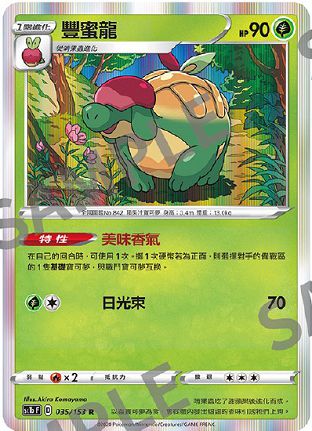 1階進化
豐蜜龍
HP 90
從啃果蟲進化
全國圖鑑No.842 蘋果汁寶可夢 身高:0.4m 體重:13.0kg
特性 美味香氣
在自己的回合時,可使用1次。擲1次硬幣若為正面,則選擇對手的備戰區
的1隻基礎寶可夢,與戰鬥寶可夢互換。
日光束 70
弱點 ×2 抵抗力 撤退
Illus.Akira Komayama
SC1b F D 035/153 R
©2020 Pokémon/Nintendo/Creatures/GAME FREAK
SAMPLE